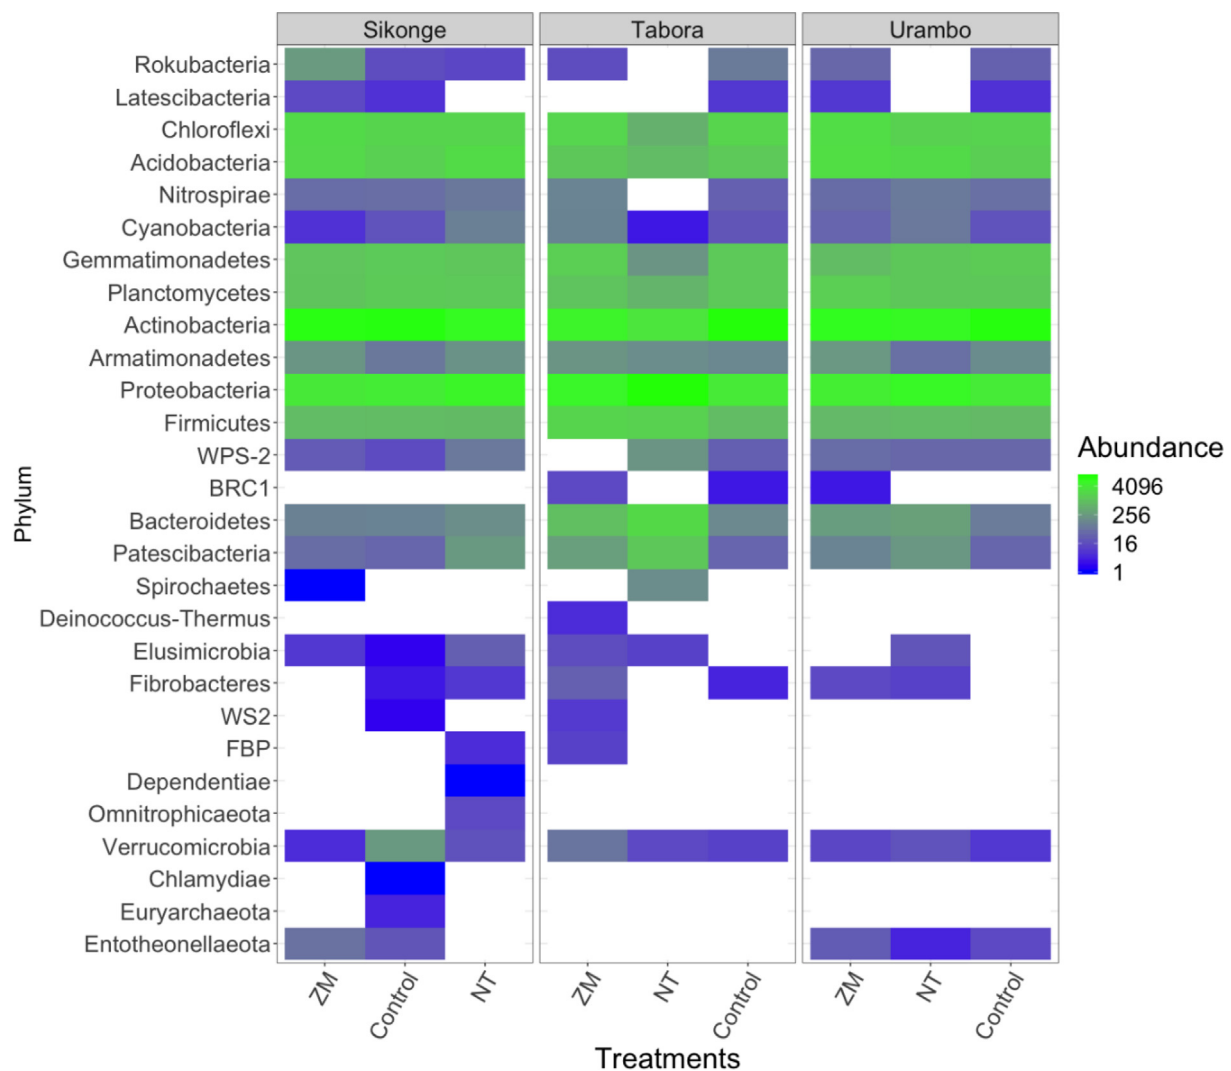 Sikonge
Tabora
Urambo
Phylum
Rokubacteria
Latescibacteria
Chloroflexi
Acidobacteria
Nitrospirae
Cyanobacteria
Gemmatimonadetes
Planctomycetes
Actinobacteria
Armatimonadetes
Proteobacteria
Firmicutes
WPS-2
BRC1
Bacteroidetes
Patescibacteria
Spirochaetes
Deinococcus-Thermus
Elusimicrobia
Fibrobacteres
WS2
FBP
Dependentiae
Omnitrophicaeota
Verrucomicrobia
Chlamydiae
Euryarchaeota
Entotheonellaeota
ZM
Control
NT
ZM
NT
Control
ZM
NT
Control
Treatments
Abundance
4096
256
16
1